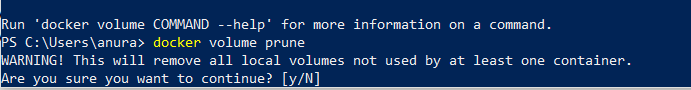 Run 'docker volume COMMAND --help' for more information on a command.
PS C:\Users\anura> docker volume prune
WARNING! This will remove all local volumes not used by at least one container.
Are you sure you want to continue? [y/N]